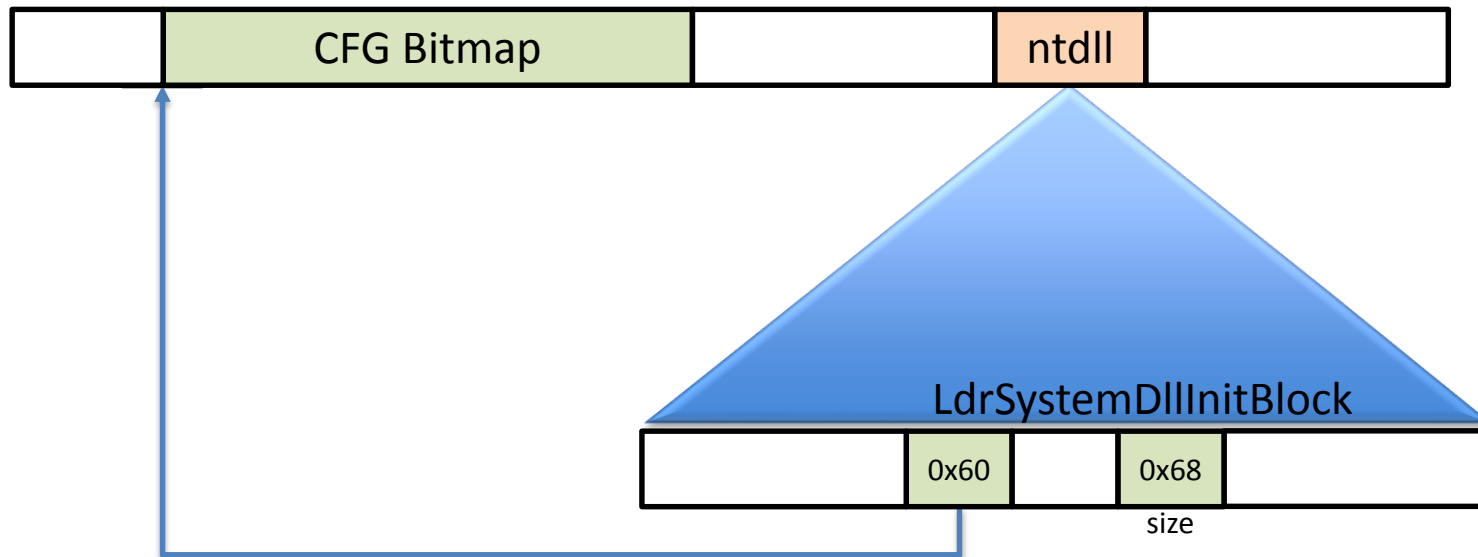 CFG Bitmap
ntdll
LdrSystemDllInitBlock
0x60
0x68
size